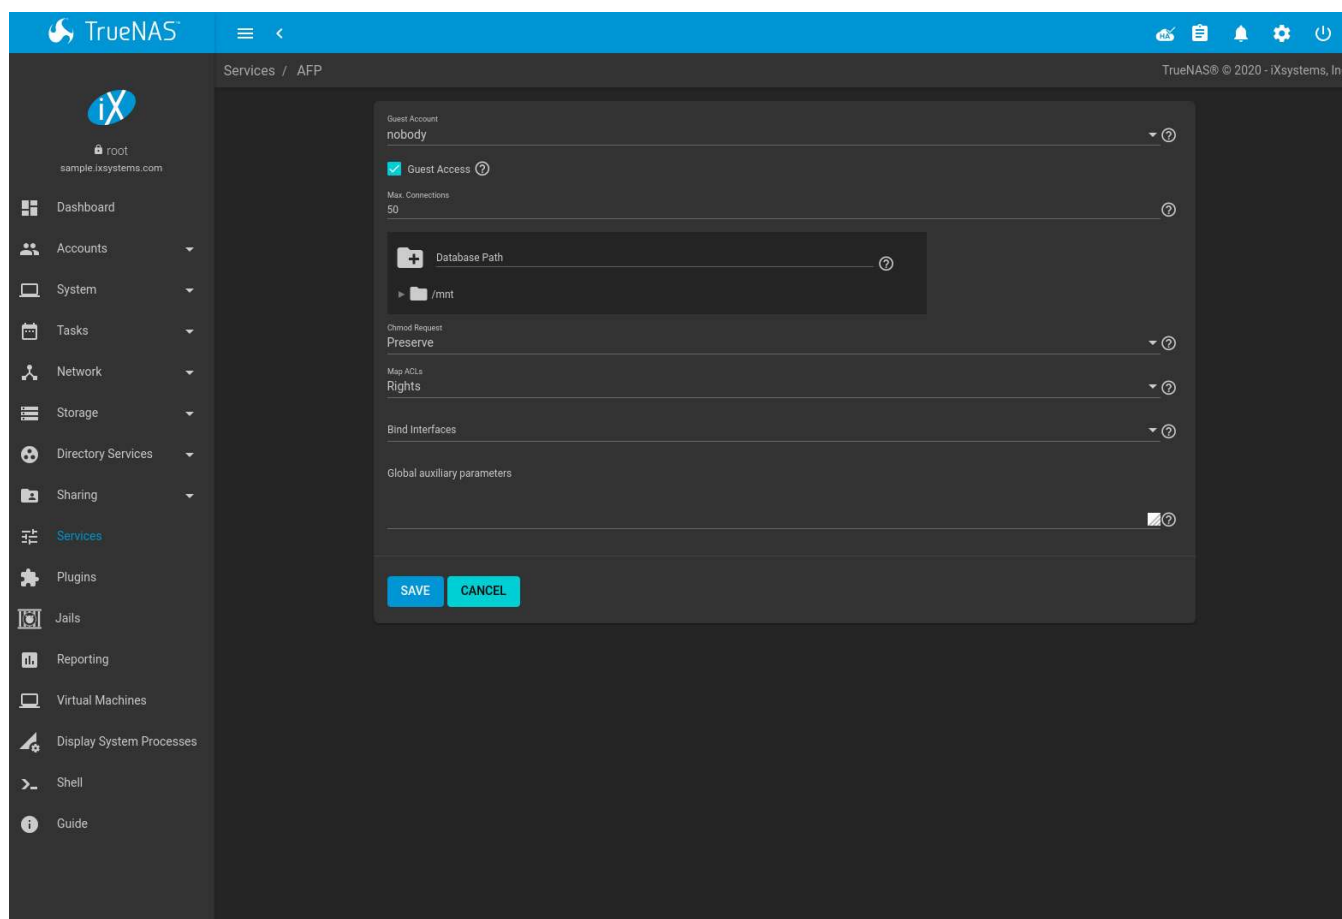 TrueNAS
HA
Services / AFP
TrueNAS® © 2020 - iXsystems, In
iX
root
sample.ixsystems.com
Dashboard
Accounts
System
Tasks
Network
Storage
Directory Services
Sharing
Services
Plugins
Jails
Reporting
Virtual Machines
Display System Processes
Shell
Guide
Guest Account
nobody
Guest Access
Max. Connections
50
Database Path
/mnt
Chmod Request
Preserve
Map ACLs
Rights
Bind Interfaces
Global auxiliary parameters
SAVE
CANCEL